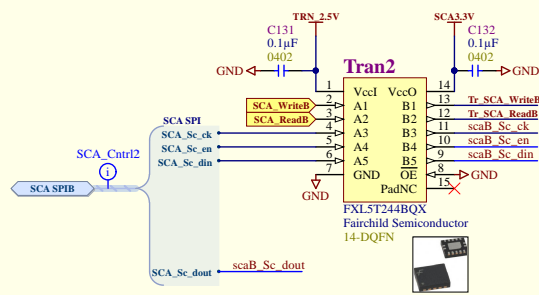 TRN_2.5V
SCA3.3V
C131
0.1µF
0402
GND
C132
0.1µF
0402
GND
Tran2
1 VccI VccO 14
SCA_WriteB 2 A1 B1 13 Tr_SCA_WriteB
SCA_ReadB 3 A2 B2 12 Tr_SCA_ReadB
SCA SPI
SCA_Sc_ck 4 A3 B3 11 scaB_Sc_ck
SCA_Sc_en 5 A4 B4 10 scaB_Sc_en
SCA_Sc_din 6 A5 B5 9 scaB_Sc_din
7 GND OE 8 GND
PadNC 15
GND
SCA_Cntrl2
i
SCA SPIB
FXL5T244BQX
Fairchild Semiconductor
14-DQFN
SCA_Sc_dout scaB_Sc_dout